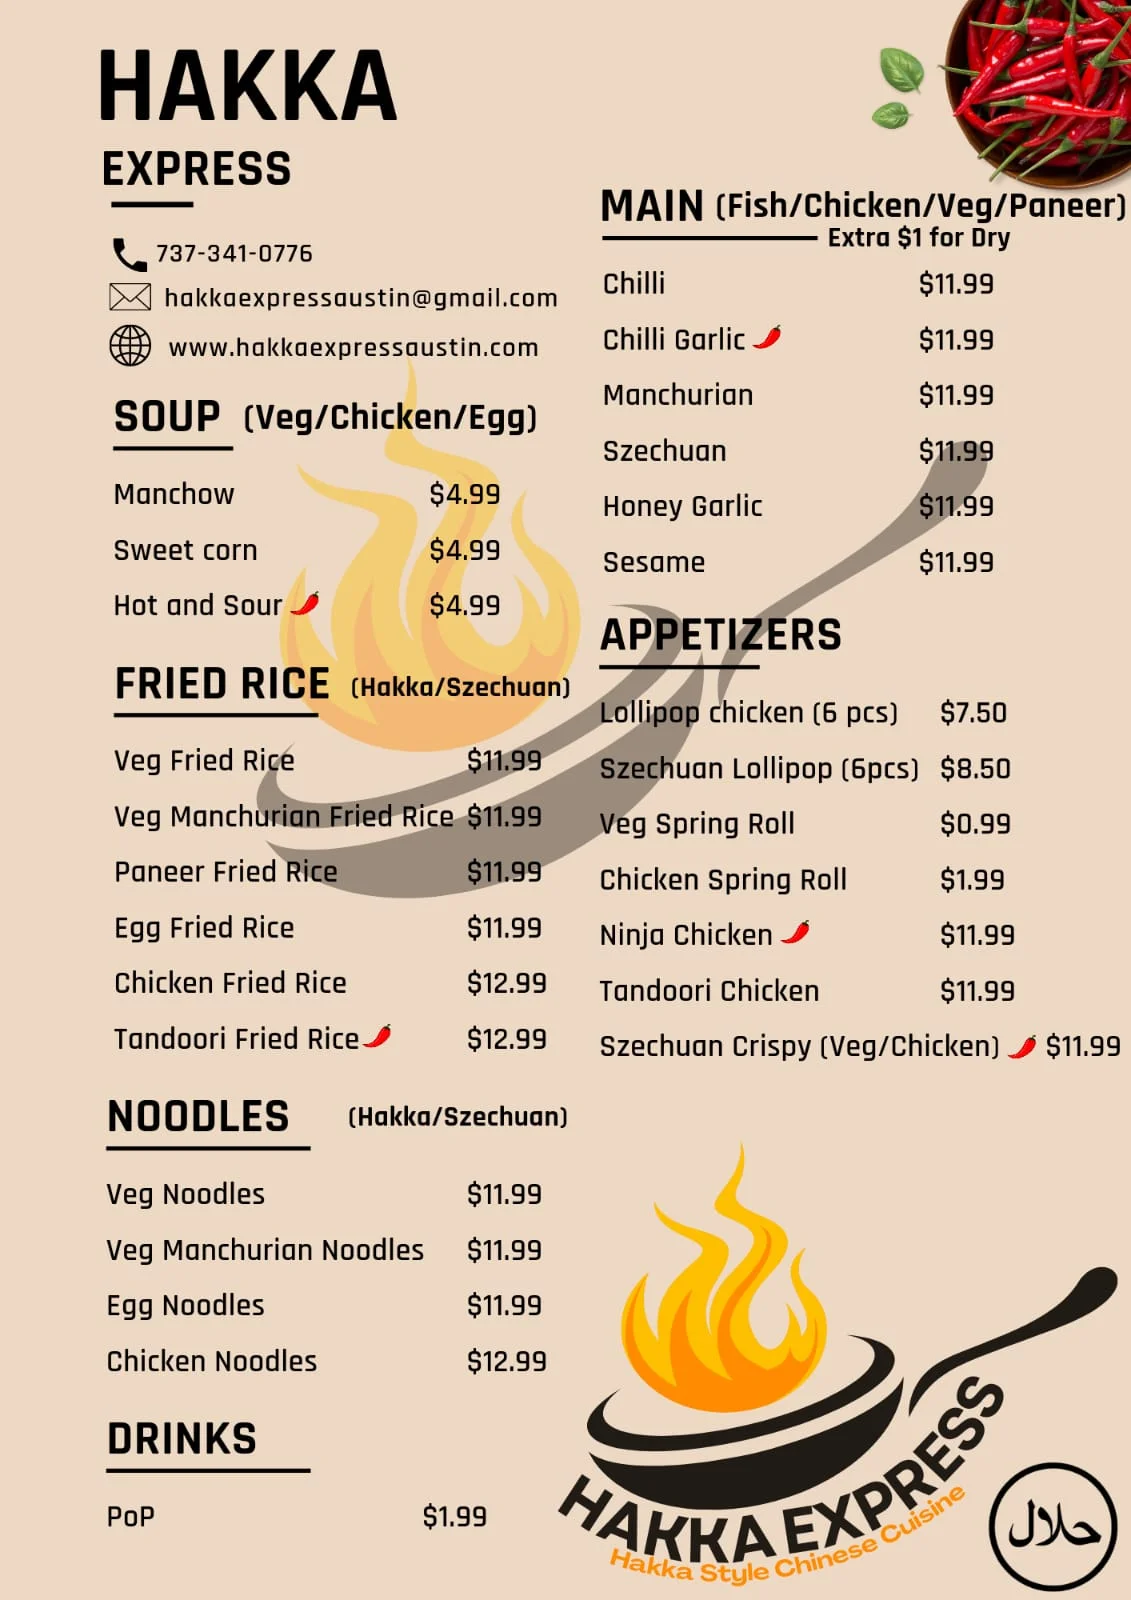 HAKKA
EXPRESS
737-341-0776
hakkaexpressaustin@gmail.com
www.hakkaexpressaustin.com
SOUP (Veg/Chicken/Egg)
Manchow $4.99
Sweet corn $4.99
Hot and Sour $4.99
FRIED RICE (Hakka/Szechuan)
Veg Fried Rice $11.99
Veg Manchurian Fried Rice $11.99
Paneer Fried Rice $11.99
Egg Fried Rice $11.99
Chicken Fried Rice $12.99
Tandoori Fried Rice $12.99
NOODLES (Hakka/Szechuan)
Veg Noodles $11.99
Veg Manchurian Noodles $11.99
Egg Noodles $11.99
Chicken Noodles $12.99
DRINKS
PoP $1.99
MAIN (Fish/Chicken/Veg/Paneer)
Extra $1 for Dry
Chilli $11.99
Chilli Garlic $11.99
Manchurian $11.99
Szechuan $11.99
Honey Garlic $11.99
Sesame $11.99
APPETIZERS
Lollipop chicken (6 pcs) $7.50
Szechuan Lollipop (6pcs) $8.50
Veg Spring Roll $0.99
Chicken Spring Roll $1.99
Ninja Chicken $11.99
Tandoori Chicken $11.99
Szechuan Crispy (Veg/Chicken) $11.99
HAKKA EXPRESS
Hakka Style Chinese Cuisine
حلال